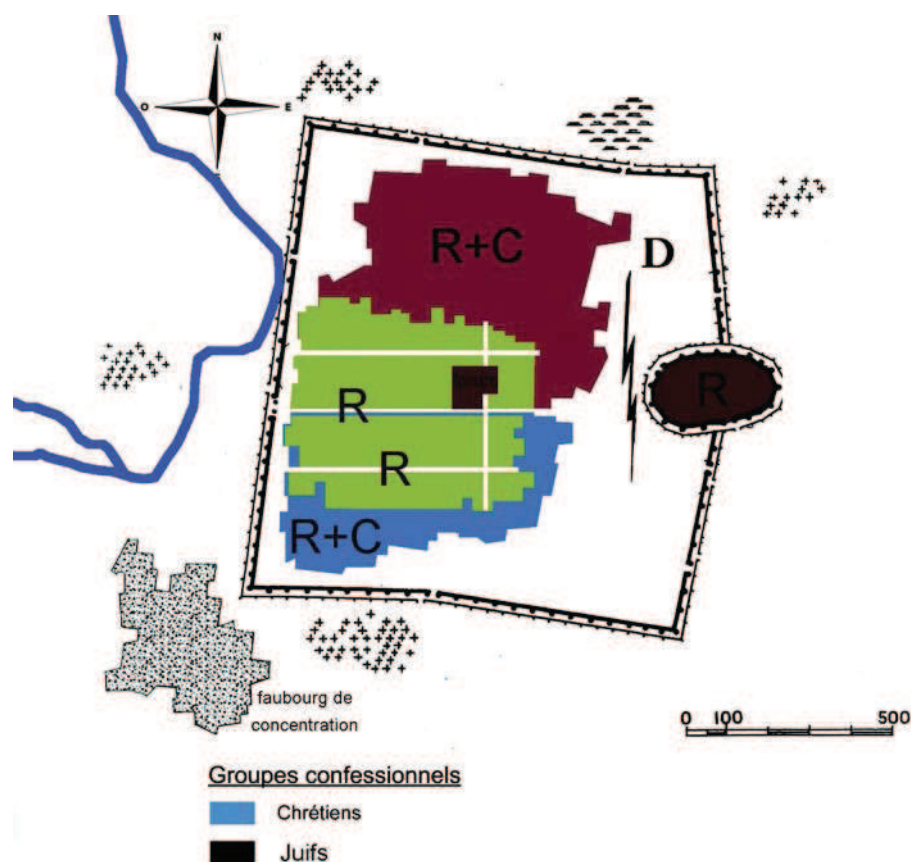 N
O E
R+C
D
R
R
R
R+C
faubourg de
concentration
0 100 500
Groupes confessionnels
Chrétiens
Juifs